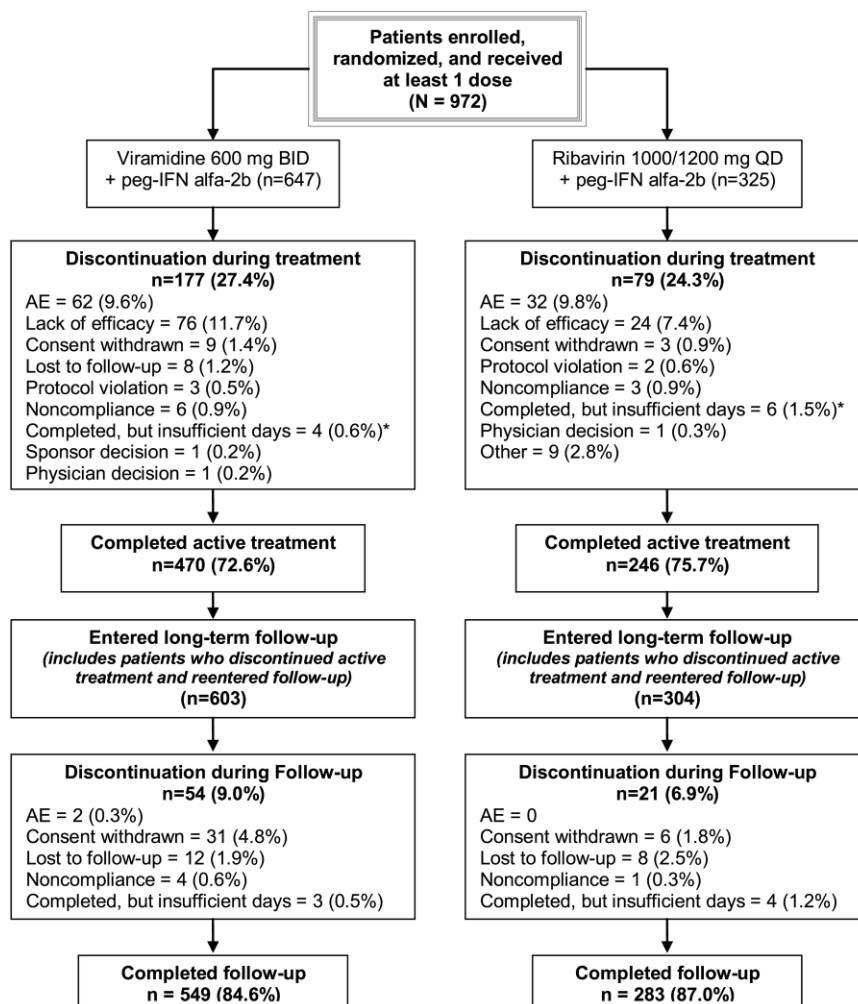 Patients enrolled,
randomized, and received
at least 1 dose
(N = 972)
Viramidine 600 mg BID
+ peg-IFN alfa-2b (n=647)
Ribavirin 1000/1200 mg QD
+ peg-IFN alfa-2b (n=325)
Discontinuation during treatment
n=177 (27.4%)
AE = 62 (9.6%)
Lack of efficacy = 76 (11.7%)
Consent withdrawn = 9 (1.4%)
Lost to follow-up = 8 (1.2%)
Protocol violation = 3 (0.5%)
Noncompliance = 6 (0.9%)
Completed, but insufficient days = 4 (0.6%)*
Sponsor decision = 1 (0.2%)
Physician decision = 1 (0.2%)
Discontinuation during treatment
n=79 (24.3%)
AE = 32 (9.8%)
Lack of efficacy = 24 (7.4%)
Consent withdrawn = 3 (0.9%)
Protocol violation = 2 (0.6%)
Noncompliance = 3 (0.9%)
Completed, but insufficient days = 6 (1.5%)*
Physician decision = 1 (0.3%)
Other = 9 (2.8%)
Completed active treatment
n=470 (72.6%)
Completed active treatment
n=246 (75.7%)
Entered long-term follow-up
(includes patients who discontinued active
treatment and reentered follow-up)
(n=603)
Entered long-term follow-up
(includes patients who discontinued active
treatment and reentered follow-up)
(n=304)
Discontinuation during Follow-up
n=54 (9.0%)
AE = 2 (0.3%)
Consent withdrawn = 31 (4.8%)
Lost to follow-up = 12 (1.9%)
Noncompliance = 4 (0.6%)
Completed, but insufficient days = 3 (0.5%)
Discontinuation during Follow-up
n=21 (6.9%)
AE = 0
Consent withdrawn = 6 (1.8%)
Lost to follow-up = 8 (2.5%)
Noncompliance = 1 (0.3%)
Completed, but insufficient days = 4 (1.2%)
Completed follow-up
n = 549 (84.6%)
Completed follow-up
n = 283 (87.0%)